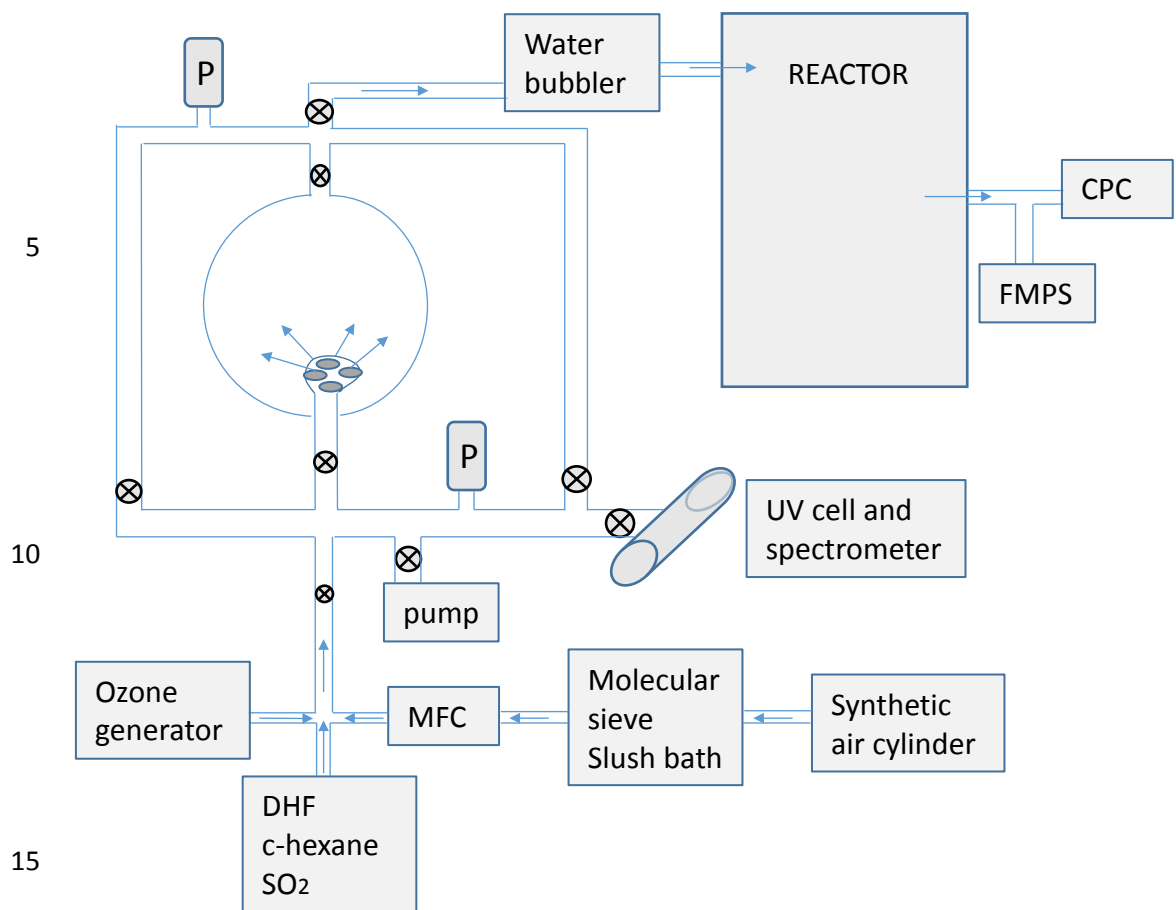 P
Water
bubbler
REACTOR
CPC
5
FMPS
P
UV cell and
spectrometer
10
pump
Ozone
generator
MFC
Molecular
sieve
Slush bath
Synthetic
air cylinder
DHF
c-hexane
SO2
15